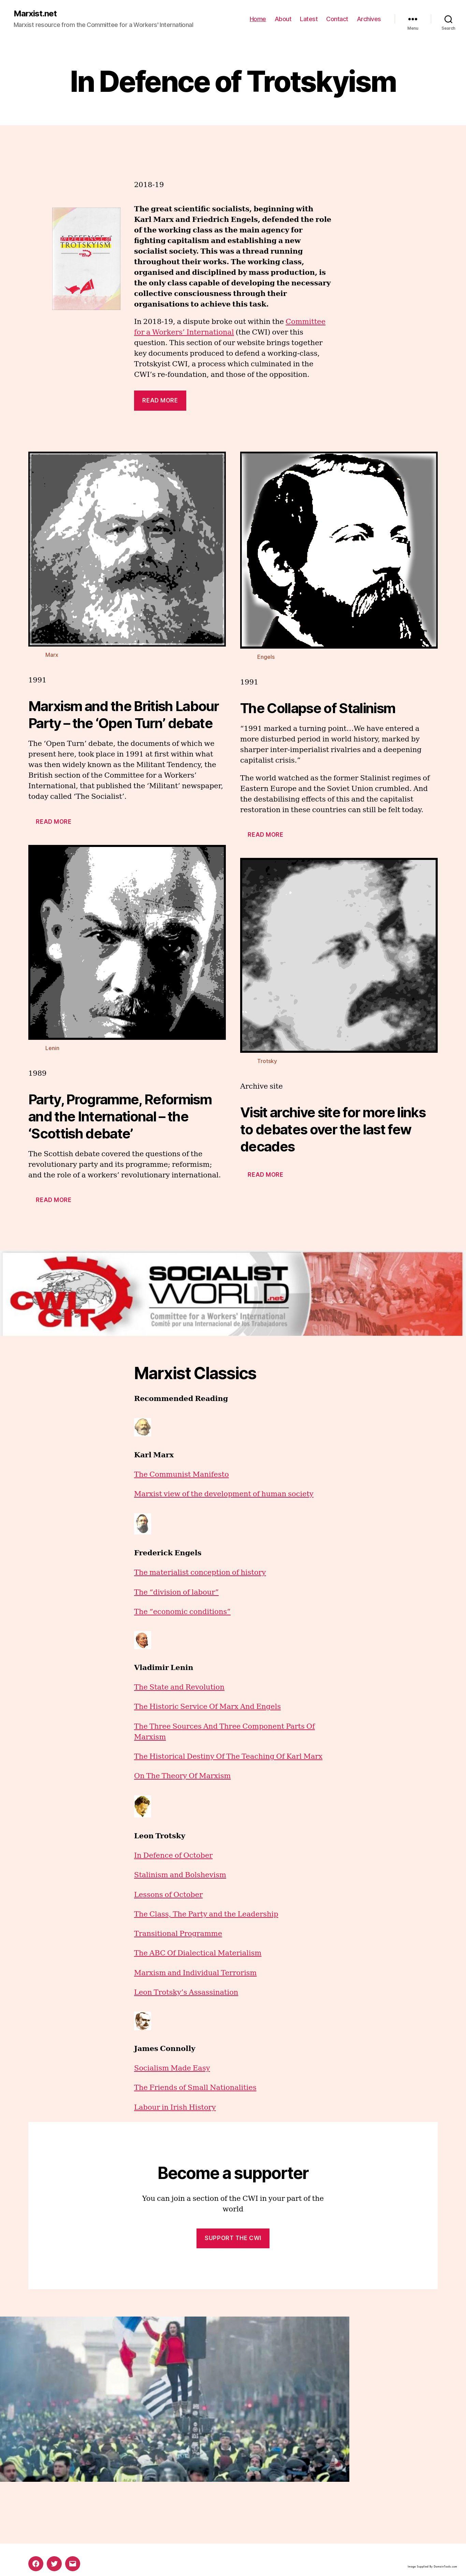 Marxist.net
Marxist resource from the Committee for a Workers' International
Home About Latest Contact Archives
Menu
Search
In Defence of Trotskyism
2018-19
TROTSKYISM
The great scientific socialists, beginning with
Karl Marx and Friedrich Engels, defended the role
of the working class as the main agency for
fighting capitalism and establishing a new
socialist society. This was a thread running
throughout their works. The working class,
organised and disciplined by mass production, is
the only class capable of developing the necessary
collective consciousness through their
organisations to achieve this task.
In 2018-19, a dispute broke out within the Committee
for a Workers’ International (the CWI) over this
question. This section of our website brings together
key documents produced to defend a working-class,
Trotskyist CWI, a process which culminated in the
CWI’s re-foundation, and those of the opposition.
READ MORE
Marx
1991
Marxism and the British Labour
Party – the ‘Open Turn’ debate
The ‘Open Turn’ debate, the documents of which we
present here, took place in 1991 at first within what
was then widely known as the Militant Tendency, the
British section of the Committee for a Workers’
International, that published the ‘Militant’ newspaper,
today called ‘The Socialist’.
READ MORE
Engels
1991
The Collapse of Stalinism
“1991 marked a turning point…We have entered a
more disturbed period in world history, marked by
sharper inter-imperialist rivalries and a deepening
capitalist crisis.”
The world watched as the former Stalinist regimes of
Eastern Europe and the Soviet Union crumbled. And
the destabilising effects of this and the capitalist
restoration in these countries can still be felt today.
READ MORE
Lenin
1989
Party, Programme, Reformism
and the International – the
‘Scottish debate’
The Scottish debate covered the questions of the
revolutionary party and its programme; reformism;
and the role of a workers’ revolutionary international.
READ MORE
Trotsky
Archive site
Visit archive site for more links
to debates over the last few
decades
READ MORE
CWI
CIT
SOCIALIST
WORLD.net
Committee for a Workers' International
Comité por una Internacional de los Trabajadores
Marxist Classics
Recommended Reading
Karl Marx
The Communist Manifesto
Marxist view of the development of human society
Frederick Engels
The materialist conception of history
The “division of labour”
The “economic conditions”
Vladimir Lenin
The State and Revolution
The Historic Service Of Marx And Engels
The Three Sources And Three Component Parts Of
Marxism
The Historical Destiny Of The Teaching Of Karl Marx
On The Theory Of Marxism
Leon Trotsky
In Defence of October
Stalinism and Bolshevism
Lessons of October
The Class, The Party and the Leadership
Transitional Programme
The ABC Of Dialectical Materialism
Marxism and Individual Terrorism
Leon Trotsky’s Assassination
James Connolly
Socialism Made Easy
The Friends of Small Nationalities
Labour in Irish History
Become a supporter
You can join a section of the CWI in your part of the
world
SUPPORT THE CWI